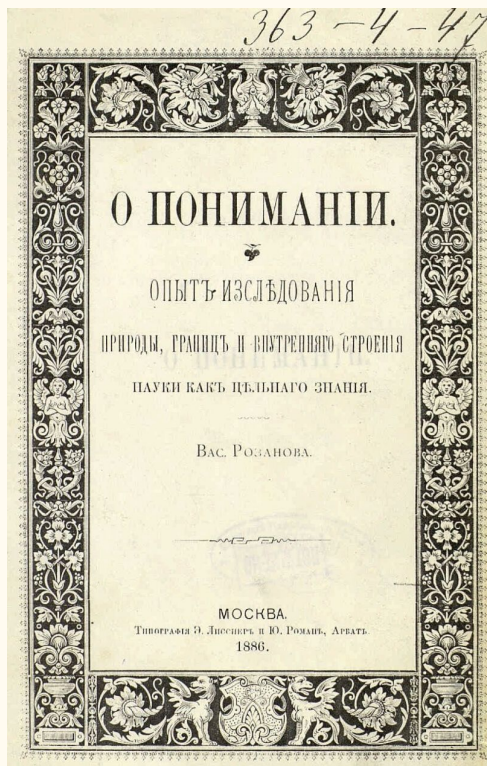 363-4-47
О ПОНИМАНІИ.
ОПЫТЪ ИЗСЛѢДОВАНІЯ
ПРИРОДЫ, ГРАНИЦЪ И ВНУТРЕННЯГО СТРОЕНІЯ
НАУКИ КАКЪ ЦѢЛЬНАГО ЗНАНІЯ.
Вас. Розанова.
МОСКВА.
Типографія Э. Лисснеръ и Ю. Романъ, Арбатъ
1886.